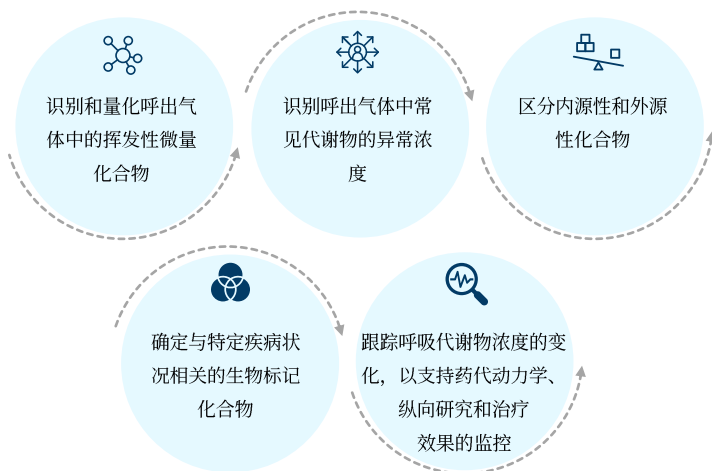 识别和量化呼出气
体中的挥发性微量
化合物
识别呼出气体中常
见代谢物的异常浓
度
区分内源性和外源
性化合物
确定与特定疾病状
况相关的生物标记
化合物
跟踪呼吸代谢物浓度的变
化，以支持药代动力学、
纵向研究和治疗
效果的监控